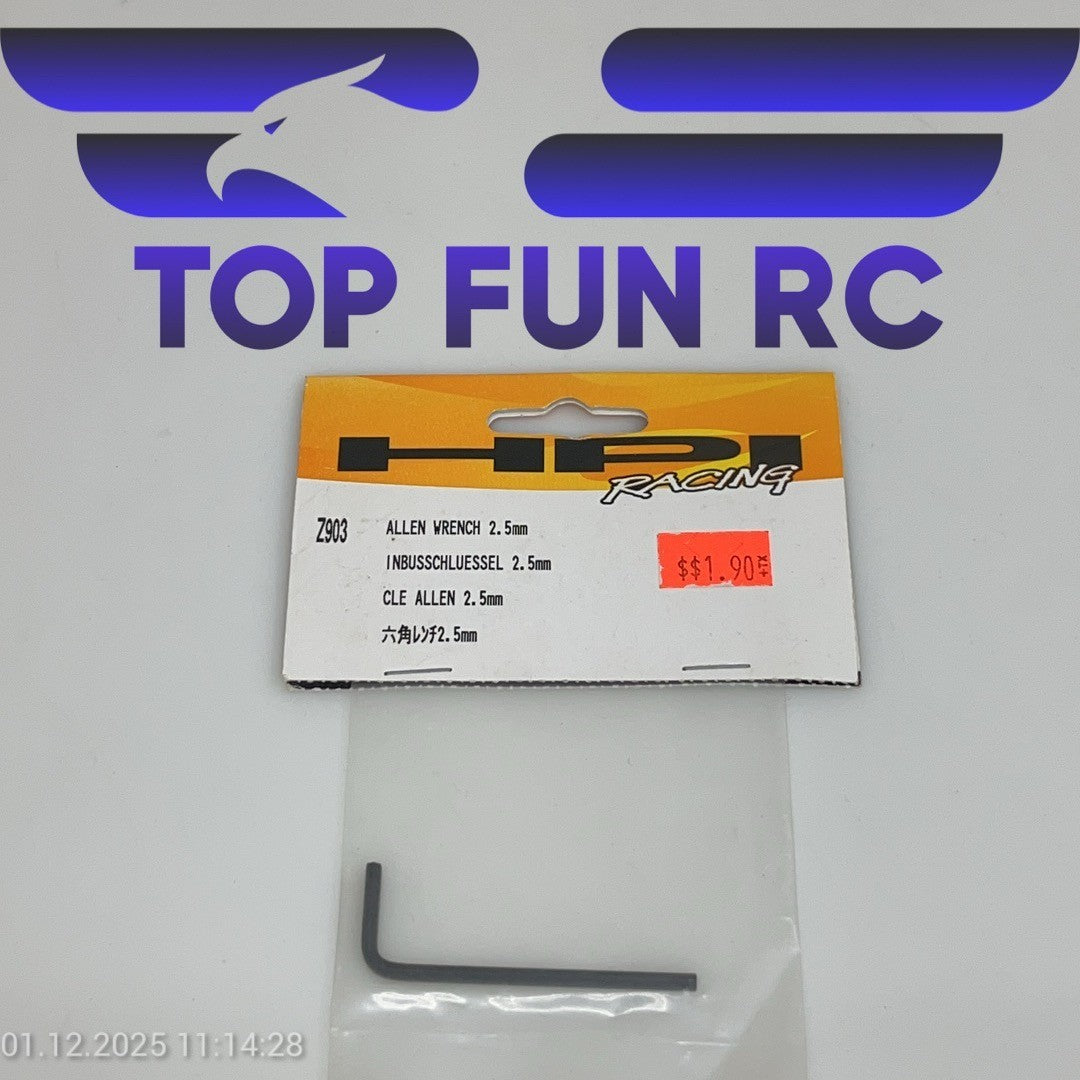 TOP FUN RC
HPI
RACING
Z903
ALLEN WRENCH 2.5mm
INBUSSCHLUESSEL 2.5mm
CLE ALLEN 2.5mm
六角ﾚﾝﾁ2.5mm
$$1.90+TX
01.12.2025 11:14:28